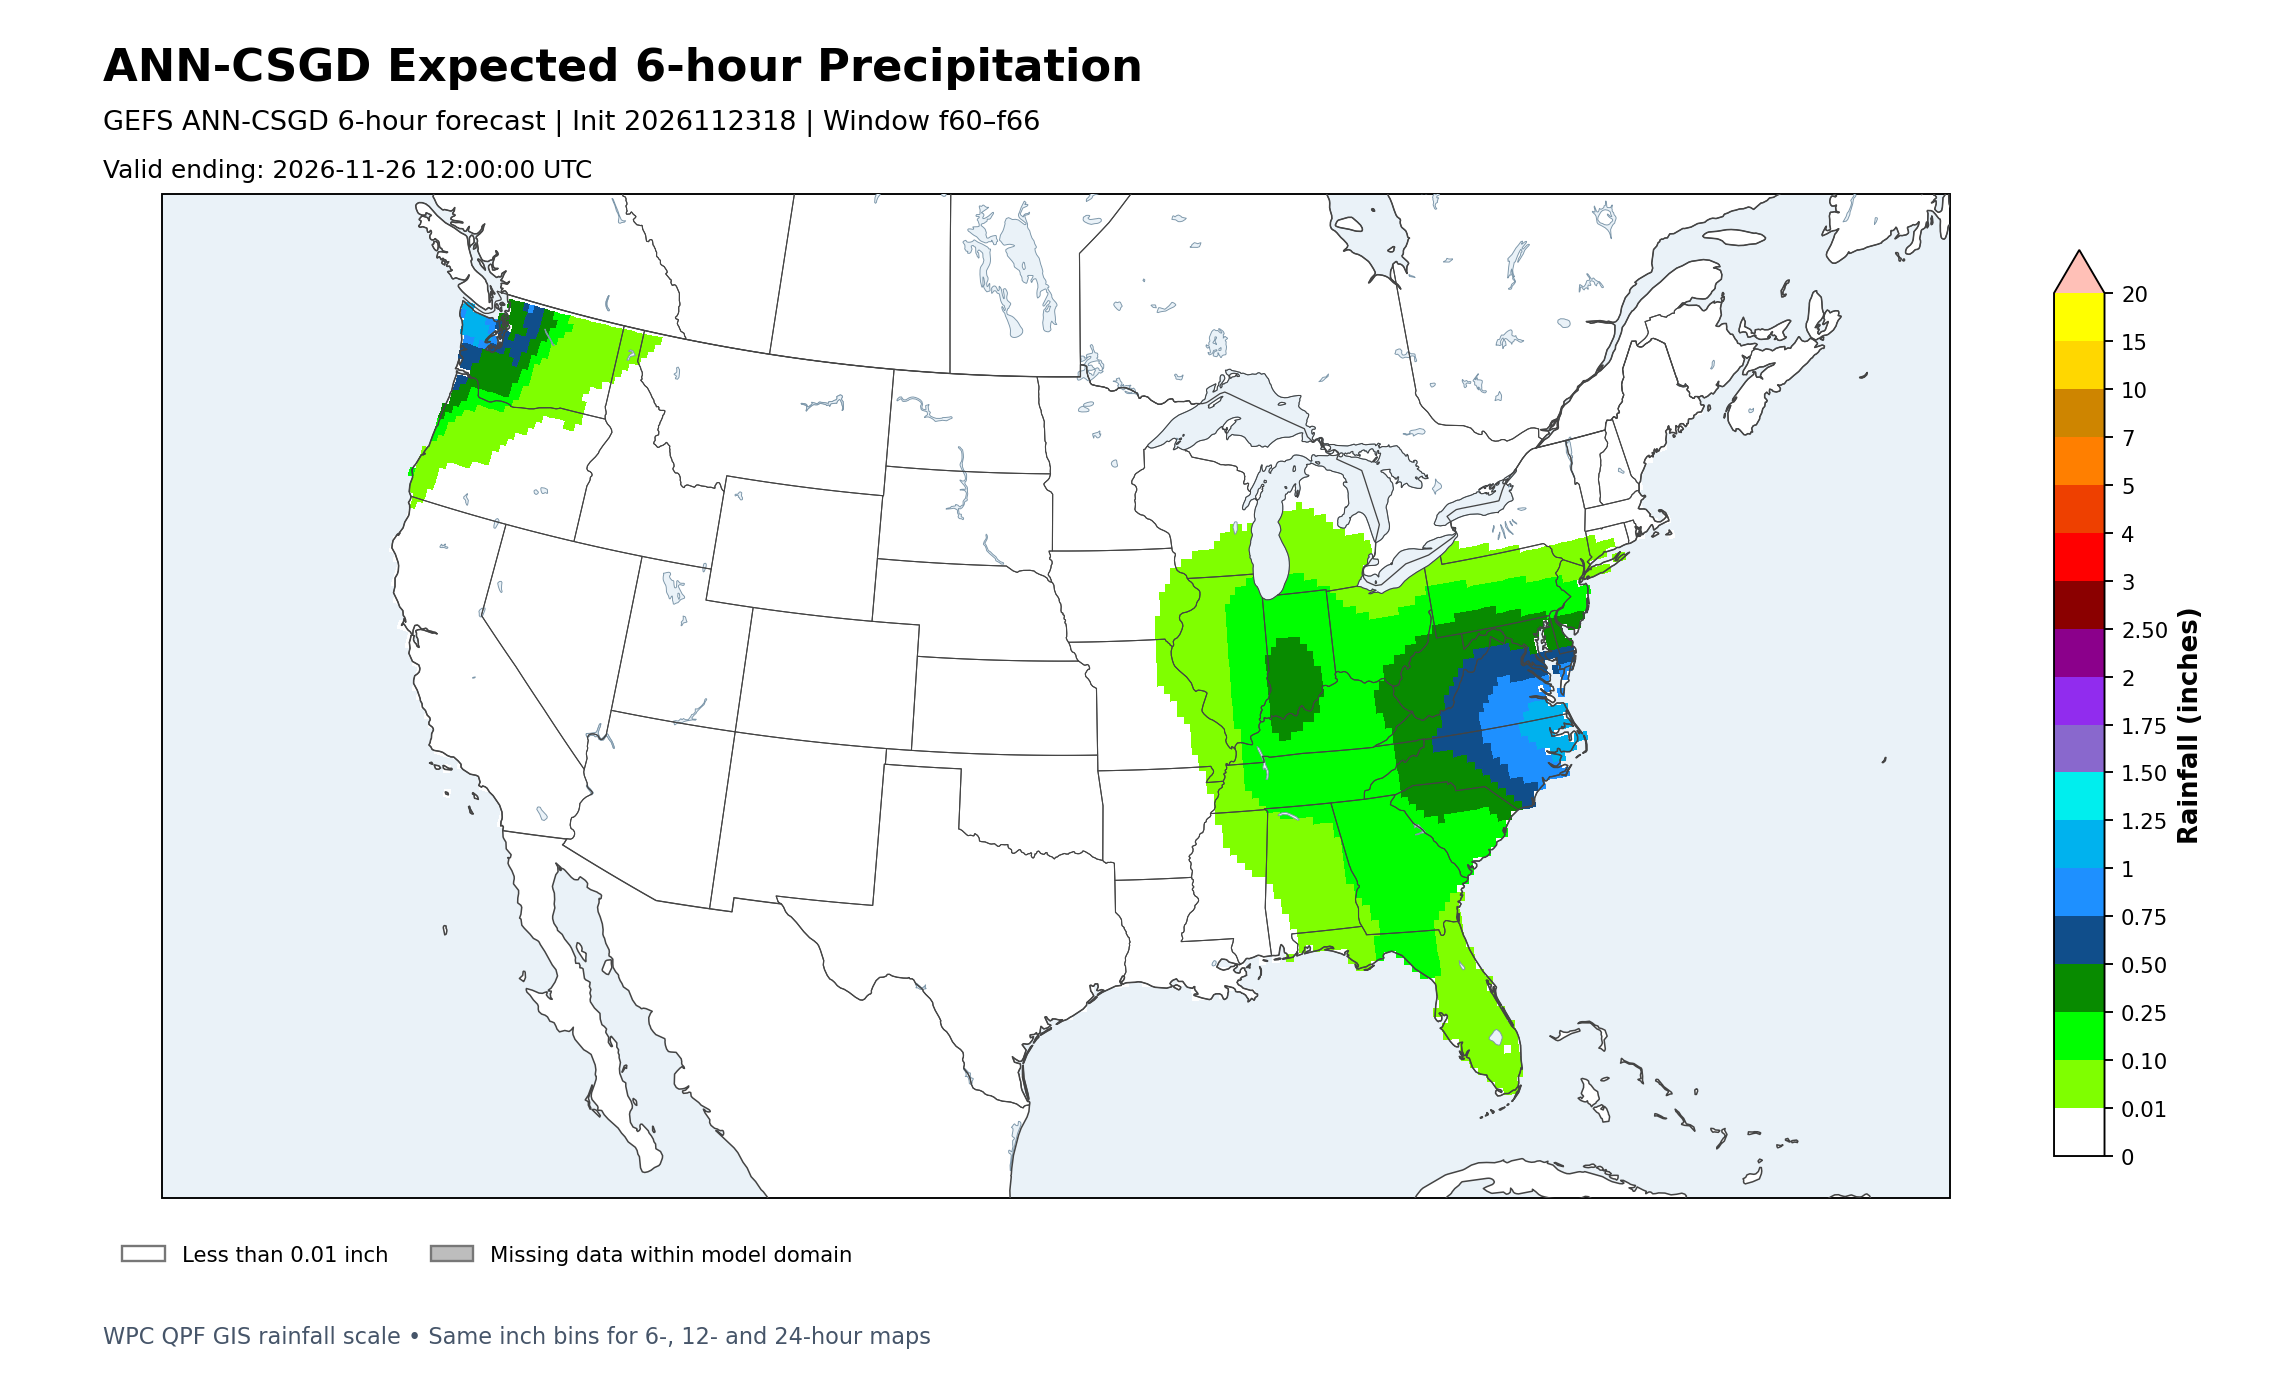 ANN-CSGD Expected 6-hour Precipitation
GEFS ANN-CSGD 6-hour forecast | Init 2026112318 | Window f60–f66
Valid ending: 2026-11-26 12:00:00 UTC
20
15
10
7
5
4
3
2.50
2
1.75
1.50
1.25
1
0.75
0.50
0.25
0.10
0.01
0
Rainfall (inches)
Less than 0.01 inch
Missing data within model domain
WPC QPF GIS rainfall scale • Same inch bins for 6-, 12- and 24-hour maps